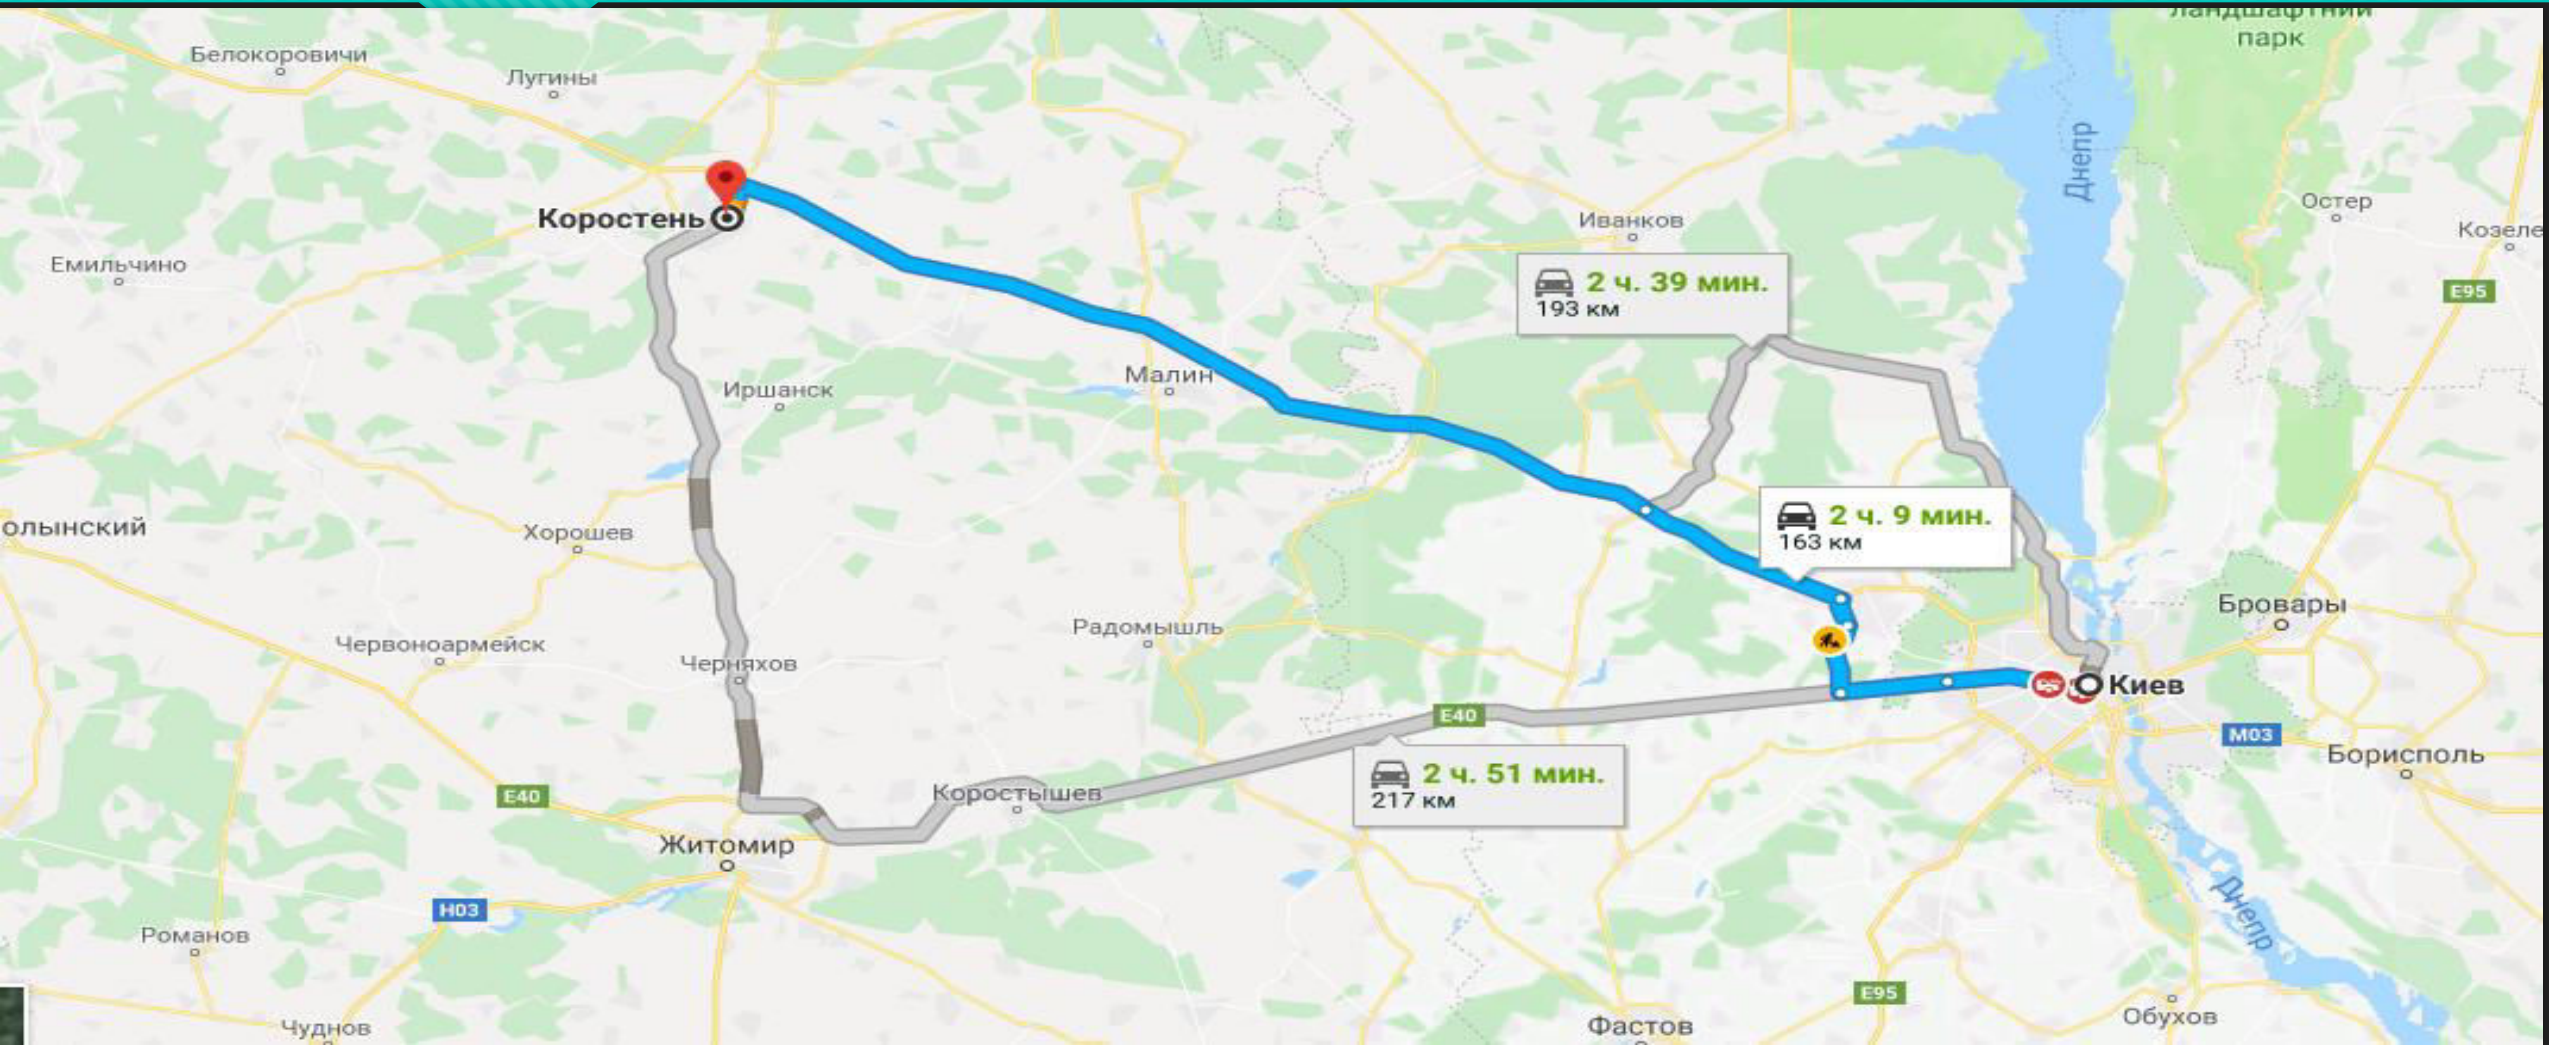 ландшафтний
парк
Белокоровичи
Лугины
Днепр
Остер
Козеле
Коростень
Иванков
Емильчино
2 ч. 39 мин.
193 км
E95
Малин
Иршанск
олынский
Хорошев
2 ч. 9 мин.
163 км
Бровары
Радомышль
Червоноармейск
Черняхов
Киев
E40
M03
Борисполь
2 ч. 51 мин.
217 км
Коростышев
E40
Житомир
H03
Днепр
Романов
E95
Обухов
Чуднов
Фастов